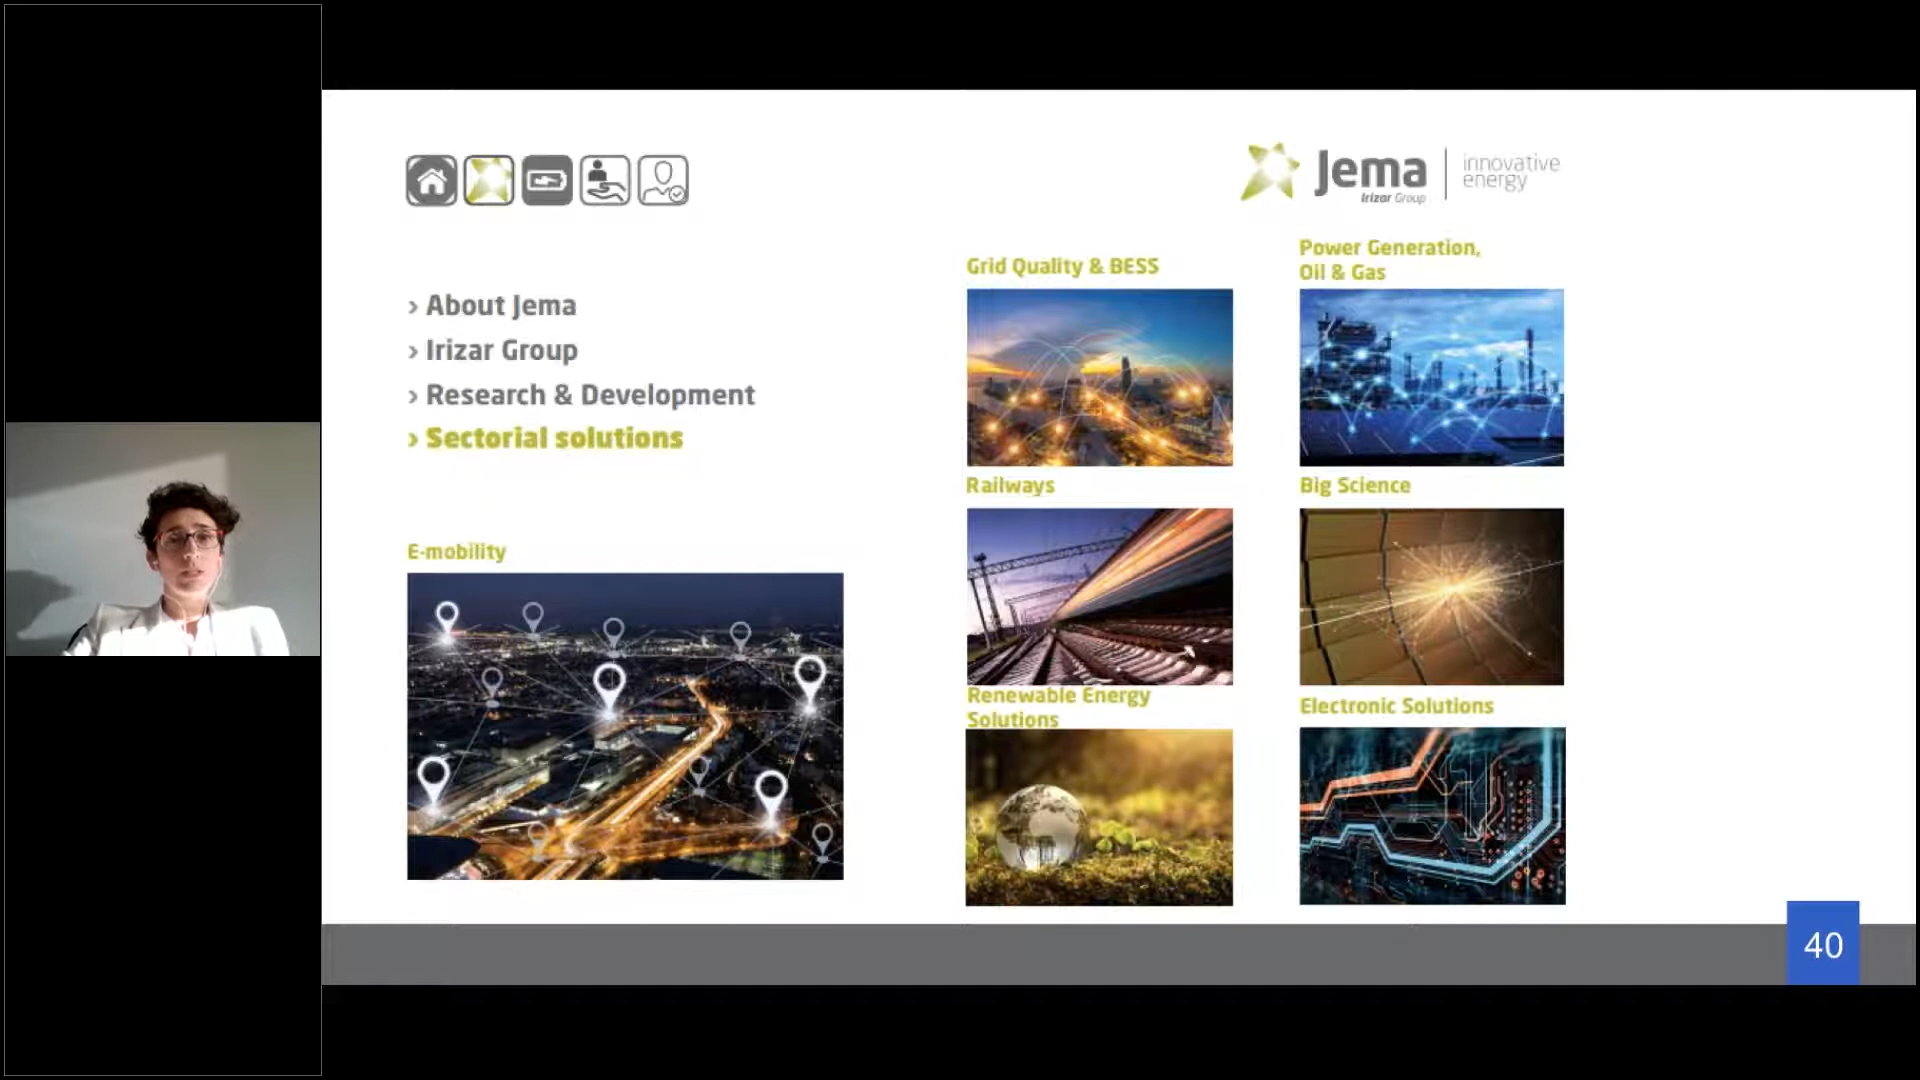 Jema
Irizar Group
innovative
energy
› About Jema
› Irizar Group
› Research & Development
› Sectorial solutions
E-mobility
Grid Quality & BESS
Power Generation,
Oil & Gas
Railways
Big Science
Renewable Energy
Solutions
Electronic Solutions
40